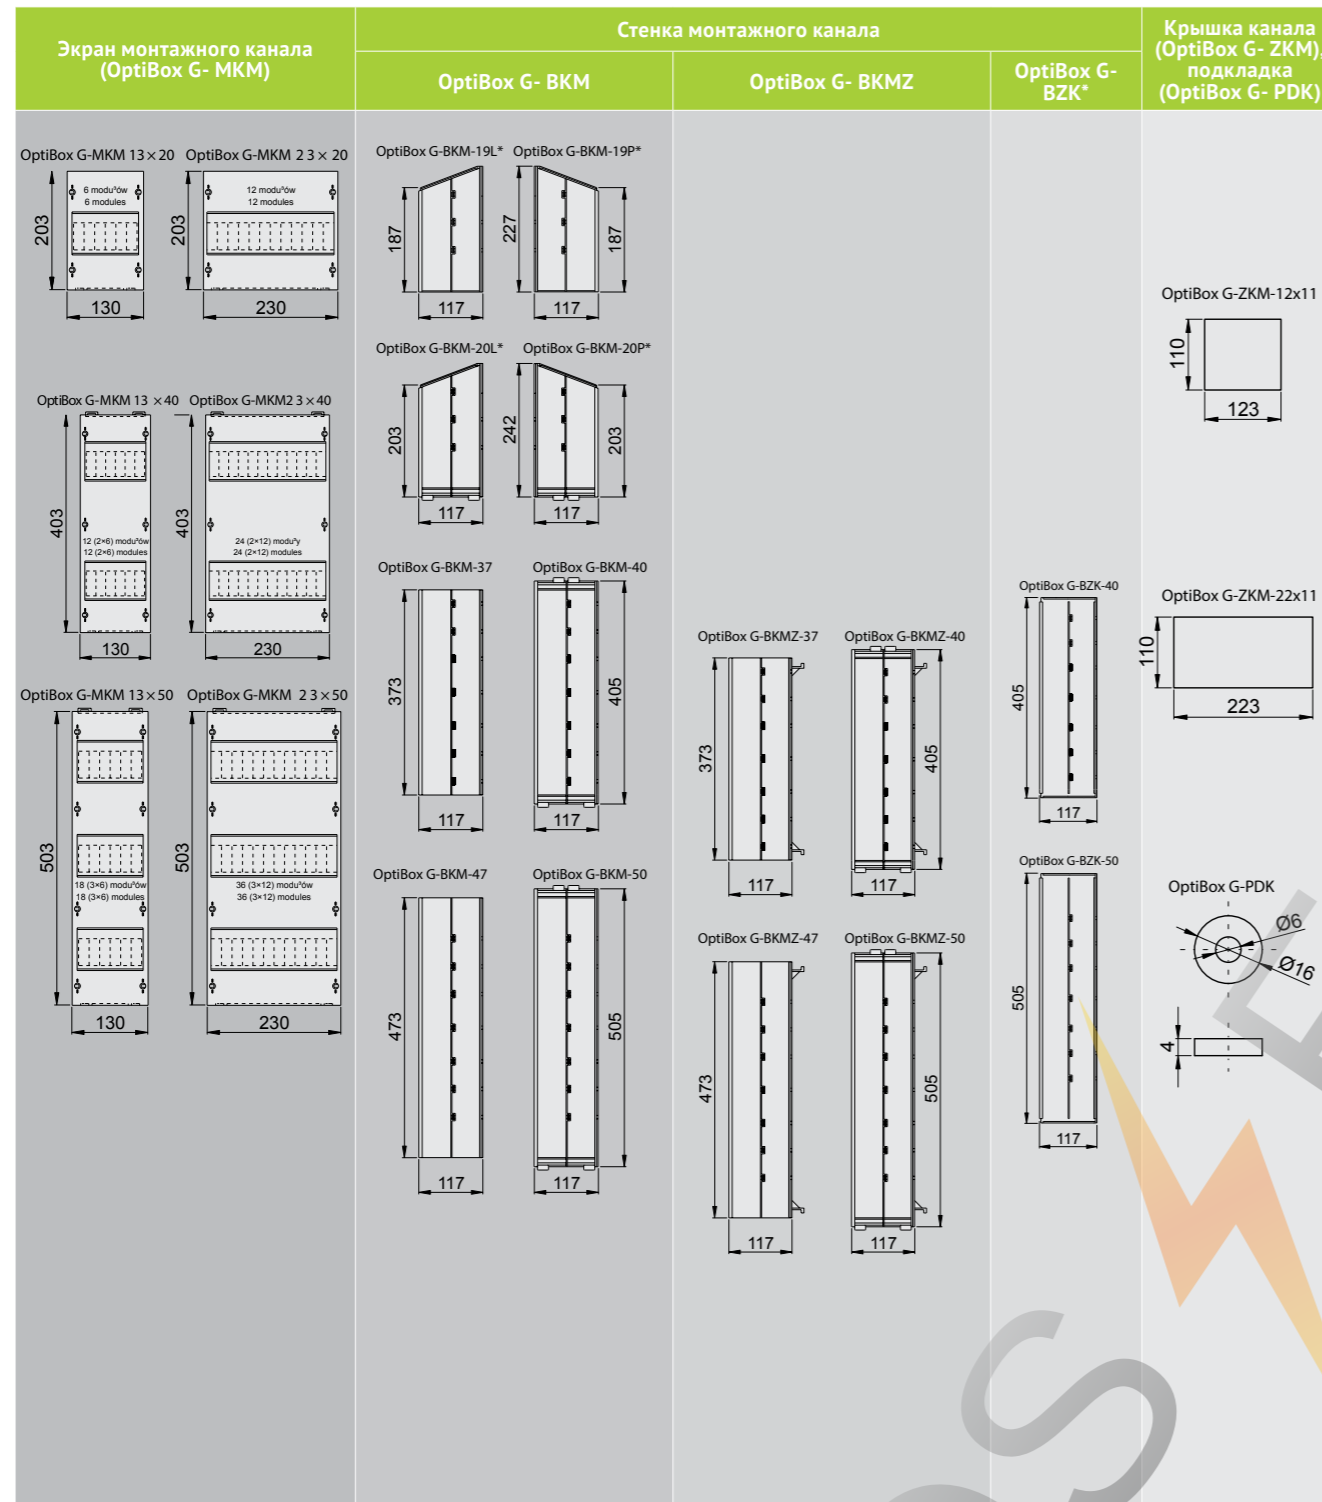 Экран монтажного канала
(OptiBox G- MKM)
Стенка монтажного канала
OptiBox G- BKM
OptiBox G- BKMZ
OptiBox G-
BZK*
Крышка канала
(OptiBox G- ZKM),
подкладка
(OptiBox G- PDK)
OptiBox G-MKM 13×20
OptiBox G-MKM 2 3× 20
6 modu³ów
6 modules
203
130
12 modu³ów
12 modules
203
230
OptiBox G-MKM 13 ×40
OptiBox G-MKM2 3×40
12 (2×6) modu³ów
12 (2×6) modules
403
130
24 (2×12) modu³y
24 (2×12) modules
403
230
OptiBox G-MKM 13×50
OptiBox G-MKM 2 3×50
18 (3×6) modu³ów
18 (3×6) modules
503
130
36 (3×12) modu³ów
36 (3×12) modules
503
230
OptiBox G-BKM-19L*
OptiBox G-BKM-19P*
187
117
227
187
117
OptiBox G-BKM-20L*
OptiBox G-BKM-20P*
203
117
242
203
117
OptiBox G-BKM-37
OptiBox G-BKM-40
373
117
405
117
OptiBox G-BKM-47
OptiBox G-BKM-50
473
117
505
117
OptiBox G-BKMZ-37
OptiBox G-BKMZ-40
373
117
405
117
OptiBox G-BKMZ-47
OptiBox G-BKMZ-50
473
117
505
117
OptiBox G-BZK-40
405
117
OptiBox G-BZK-50
505
117
OptiBox G-ZKM-12x11
110
123
OptiBox G-ZKM-22x11
110
223
OptiBox G-PDK
Ø6
Ø16
4